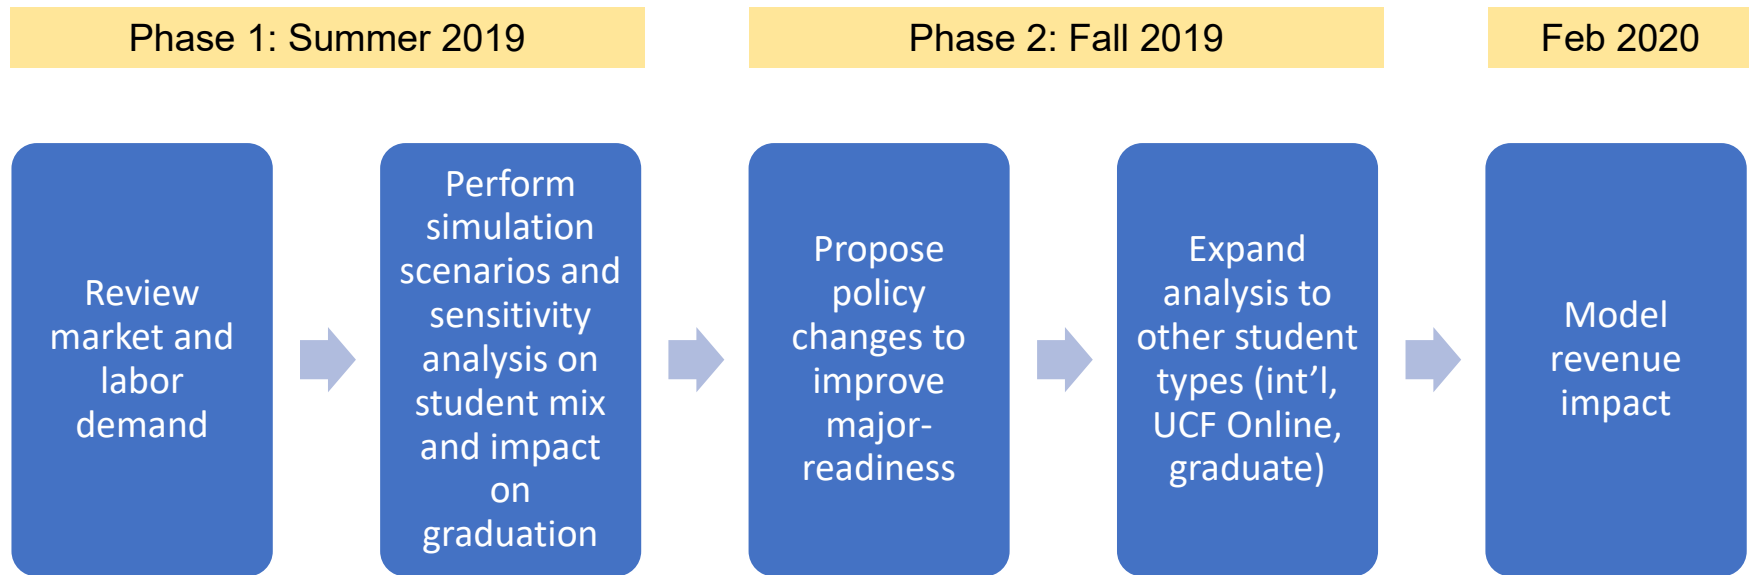 Phase 1: Summer 2019
Phase 2: Fall 2019
Feb 2020
Review
market and
labor
demand
Perform
simulation
scenarios and
sensitivity
analysis on
student mix
and impact
on
graduation
Propose
policy
changes to
improve
major-
readiness
Expand
analysis to
other student
types (int’l,
UCF Online,
graduate)
Model
revenue
impact